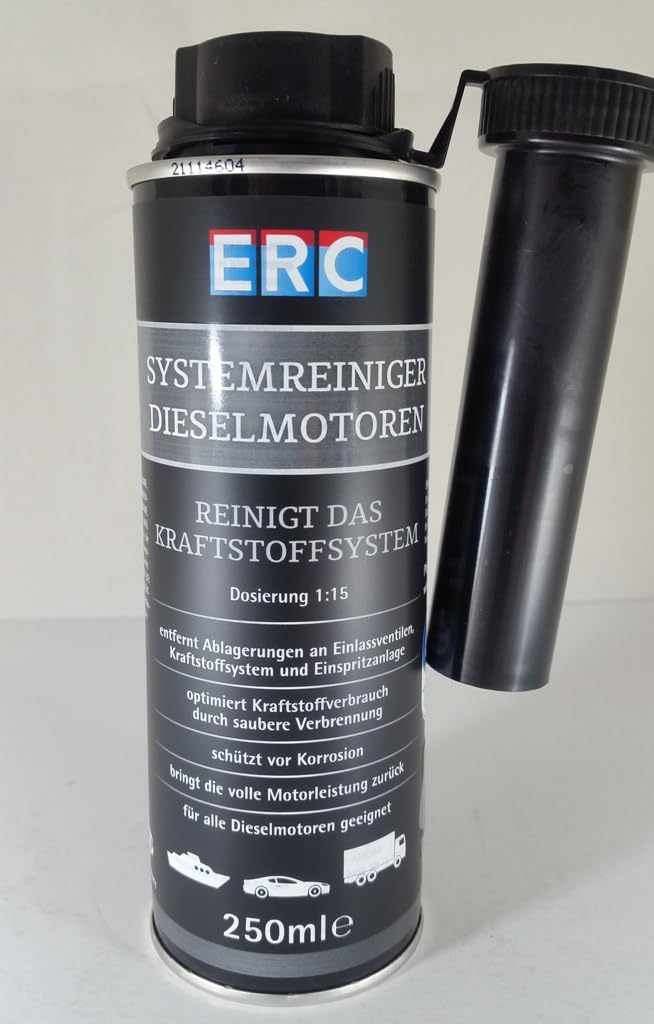 21114604
ERC
SYSTEMREINIGER
DIESELMOTOREN
REINIGT DAS
KRAFTSTOFFSYSTEM
Dosierung 1:15
entfernt Ablagerungen an Einlassventilen,
Kraftstoffsystem und Einspritzanlage
optimiert Kraftstoffverbrauch
durch saubere Verbrennung
schützt vor Korrosion
bringt die volle Motorleistung zurück
für alle Dieselmotoren geeignet
250ml℮